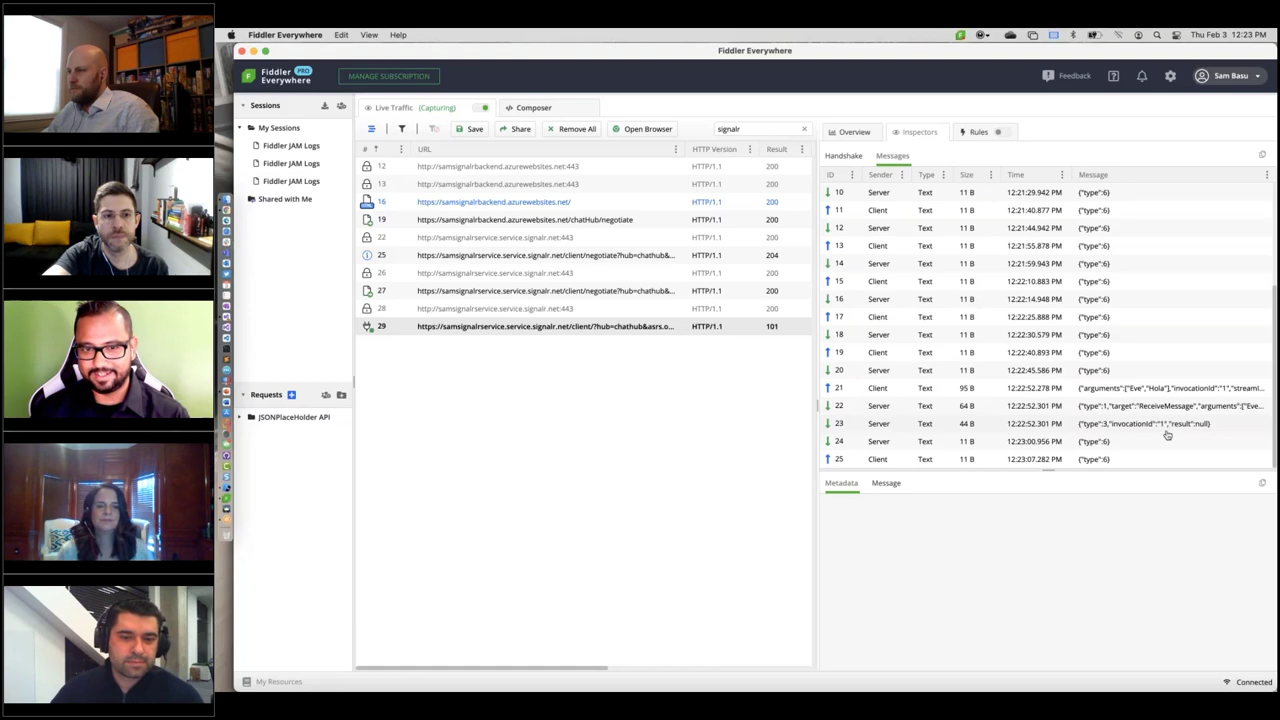 Fiddler Everywhere Edit View Help Thu Feb 3 12:23 PM
Fiddler Everywhere
Fiddler Everywhere PRO MANAGE SUBSCRIPTION Feedback Sam Basu
Sessions Live Traffic (Capturing) Composer
My Sessions Save Share Remove All Open Browser signalr Overview Inspectors Rules
Fiddler JAM Logs
Fiddler JAM Logs
Fiddler JAM Logs
Shared with Me
Requests
JSONPlaceHolder API
# URL HTTP Version Result
12 http://samsignalrbackend.azurewebsites.net:443 HTTP/1.1 200
13 http://samsignalrbackend.azurewebsites.net:443 HTTP/1.1 200
16 https://samsignalrbackend.azurewebsites.net/ HTTP/1.1 200
19 https://samsignalrbackend.azurewebsites.net/chatHub/negotiate HTTP/1.1 200
22 http://samsignalrservice.service.signalr.net:443 HTTP/1.1 200
25 https://samsignalrservice.service.signalr.net/client/negotiate?hub=chathub&... HTTP/1.1 204
26 http://samsignalrservice.service.signalr.net:443 HTTP/1.1 200
27 https://samsignalrservice.service.signalr.net/client/negotiate?hub=chathub&... HTTP/1.1 200
28 http://samsignalrservice.service.signalr.net:443 HTTP/1.1 200
29 https://samsignalrservice.service.signalr.net/client/?hub=chathub&asrs.o... HTTP/1.1 101
Handshake Messages
ID Sender Type Size Time Message
10 Server Text 11 B 12:21:29.942 PM {"type":6}
11 Client Text 11 B 12:21:40.877 PM {"type":6}
12 Server Text 11 B 12:21:44.942 PM {"type":6}
13 Client Text 11 B 12:21:55.878 PM {"type":6}
14 Server Text 11 B 12:21:59.943 PM {"type":6}
15 Client Text 11 B 12:22:10.883 PM {"type":6}
16 Server Text 11 B 12:22:14.948 PM {"type":6}
17 Client Text 11 B 12:22:25.888 PM {"type":6}
18 Server Text 11 B 12:22:30.579 PM {"type":6}
19 Client Text 11 B 12:22:40.893 PM {"type":6}
20 Server Text 11 B 12:22:45.586 PM {"type":6}
21 Client Text 95 B 12:22:52.278 PM {"arguments":["Eve","Hola"],"invocationId":"1","streamI...
22 Server Text 64 B 12:22:52.301 PM {"type":1,"target":"ReceiveMessage","arguments":["Eve...
23 Server Text 44 B 12:22:52.301 PM {"type":3,"invocationId":"1","result":null}
24 Server Text 11 B 12:23:00.956 PM {"type":6}
25 Client Text 11 B 12:23:07.282 PM {"type":6}
Metadata Message
My Resources Connected